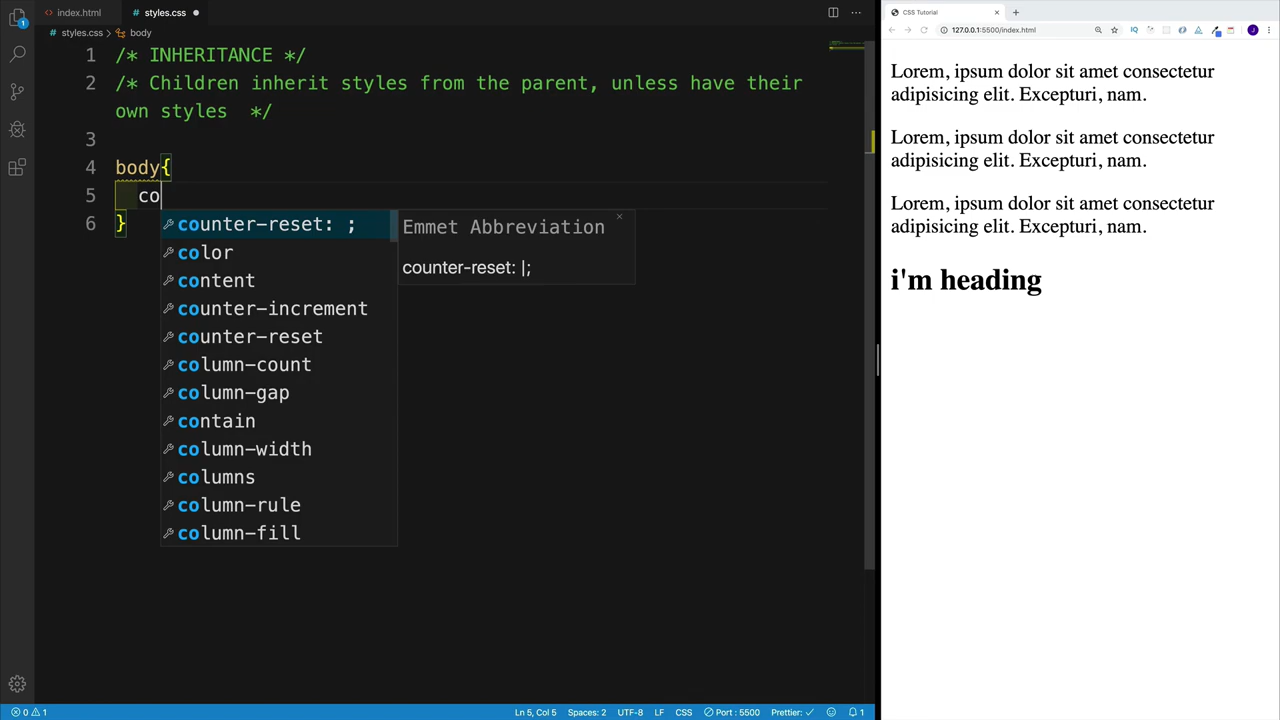 index.html
styles.css
styles.css > body
1 /* INHERITANCE */
2 /* Children inherit styles from the parent, unless have their
own styles  */
3
4 body{
5 co
6 }
counter-reset: ;
color
content
counter-increment
counter-reset
column-count
column-gap
contain
column-width
columns
column-rule
column-fill
Emmet Abbreviation
counter-reset: |;
1
0 1
Ln 5, Col 5
Spaces: 2
UTF-8
LF
CSS
Port : 5500
Prettier: ✓
1
CSS Tutorial
127.0.0.1:5500/index.html
IQ
J
Lorem, ipsum dolor sit amet consectetur
adipisicing elit. Excepturi, nam.
Lorem, ipsum dolor sit amet consectetur
adipisicing elit. Excepturi, nam.
Lorem, ipsum dolor sit amet consectetur
adipisicing elit. Excepturi, nam.
i'm heading